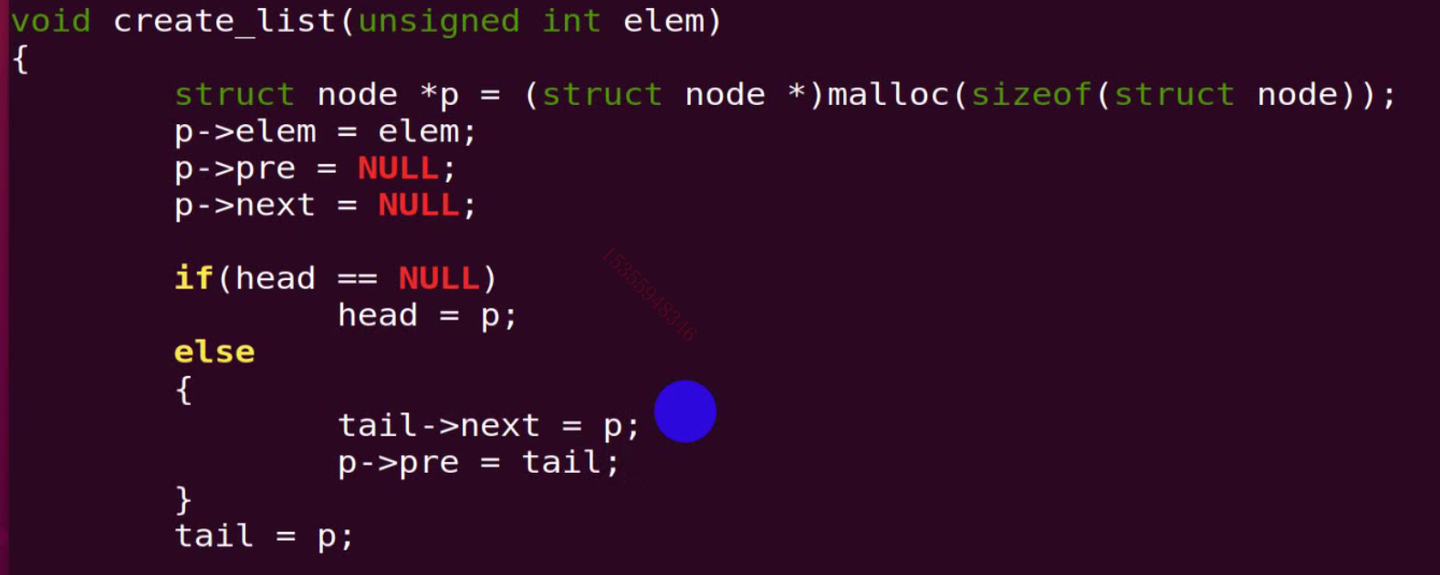 void create_list(unsigned int elem)
{
        struct node *p = (struct node *)malloc(sizeof(struct node));
        p->elem = elem;
        p->pre = NULL;
        p->next = NULL;
        if(head == NULL)
                head = p;
        else
        {
                tail->next = p;
                p->pre = tail;
        }
        tail = p;
15355948346